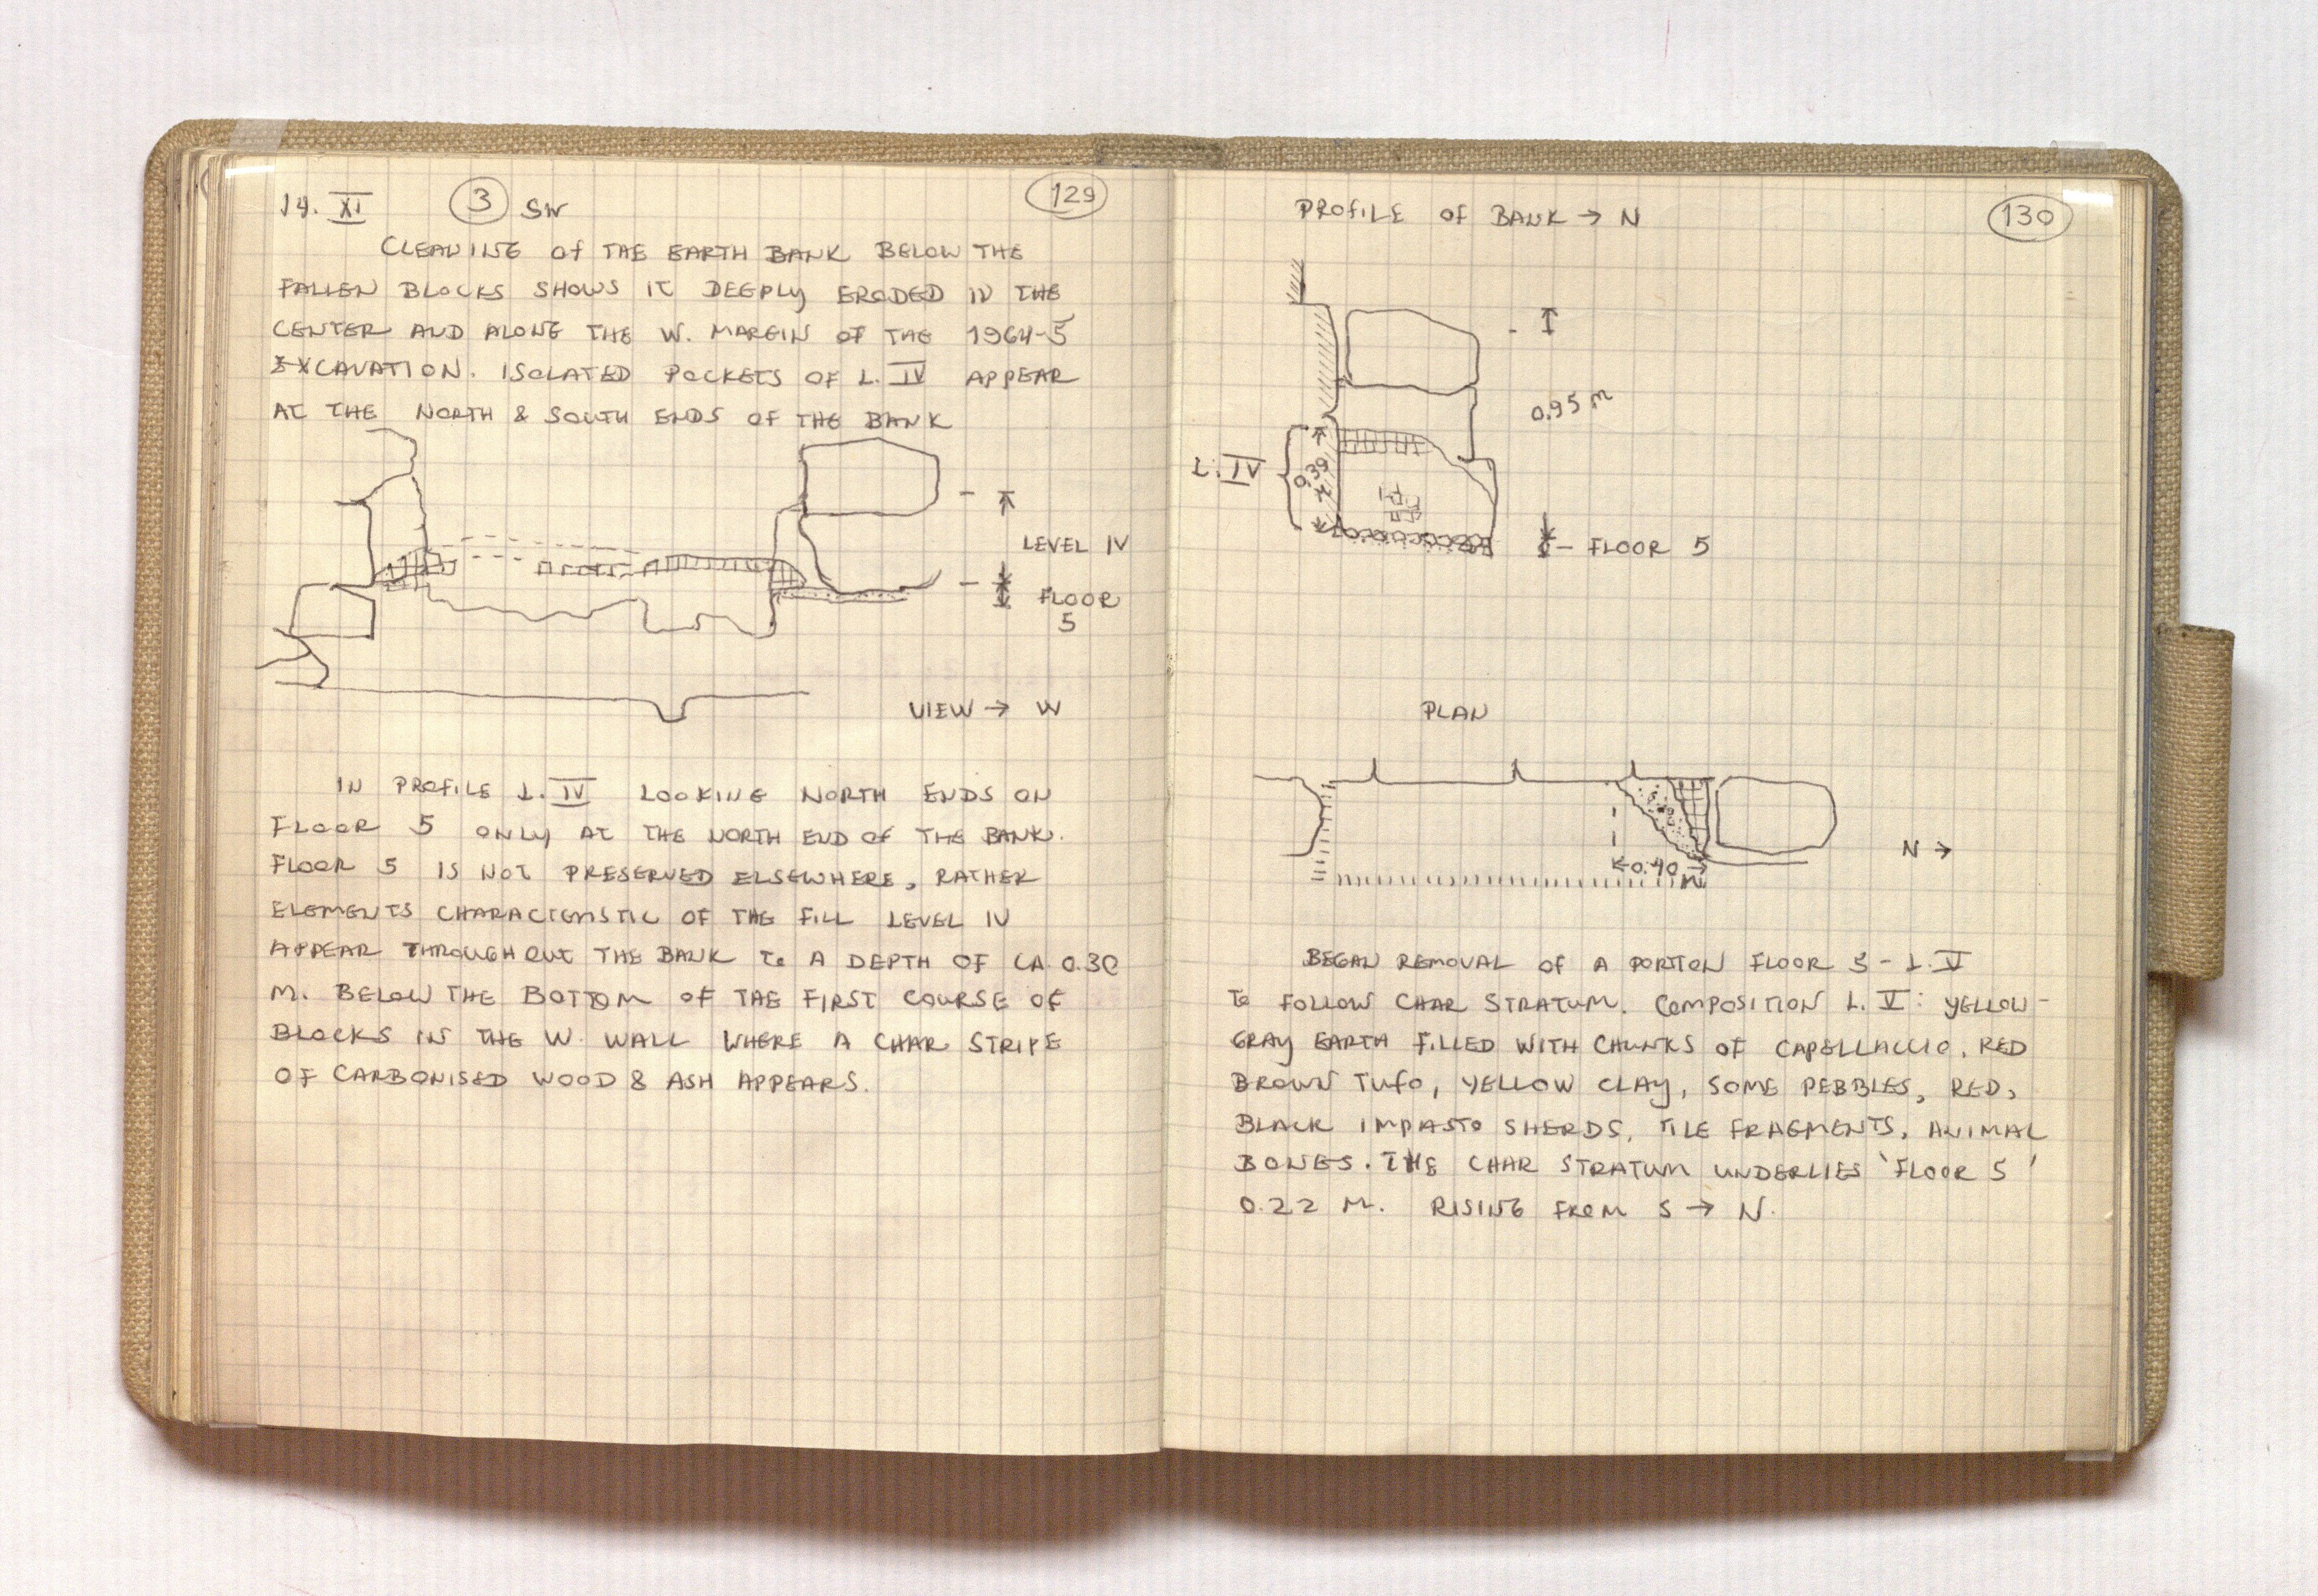 14. XI 3 SW 129
CLEANING OF THE EARTH BANK BELOW THE
FALLEN BLOCKS SHOWS IT DEEPLY ERODED IN THE
CENTER AND ALONG THE W. MARGIN OF THE 1964-5
EXCAVATION. ISOLATED POCKETS OF L. IV APPEAR
AT THE NORTH & SOUTH ENDS OF THE BANK
LEVEL IV
FLOOR
5
VIEW → W
IN PROFILE L. IV LOOKING NORTH ENDS ON
FLOOR 5 ONLY AT THE NORTH END OF THE BANK.
FLOOR 5 IS NOT PRESERVED ELSEWHERE, RATHER
ELEMENTS CHARACTERISTIC OF THE FILL LEVEL IV
APPEAR THROUGHOUT THE BANK TO A DEPTH OF CA. 0.30
M. BELOW THE BOTTOM OF THE FIRST COURSE OF
BLOCKS IN THE W. WALL WHERE A CHAR STRIPE
OF CARBONISED WOOD & ASH APPEARS.
PROFILE OF BANK → N 130
0.95 M
L. IV
0.30
FLOOR 5
PLAN
N →
0.40
M
BEGAN REMOVAL OF A PORTION FLOOR 5 - L. V
TO FOLLOW CHAR STRATUM. COMPOSITION L. V: YELLOW-
GRAY EARTH FILLED WITH CHUNKS OF CAPELLACCIO, RED
BROWN TUFO, YELLOW CLAY, SOME PEBBLES, RED,
BLACK IMPASTO SHERDS, TILE FRAGMENTS, ANIMAL
BONES. THE CHAR STRATUM UNDERLIES 'FLOOR 5'
0.22 M. RISING FROM S → N.